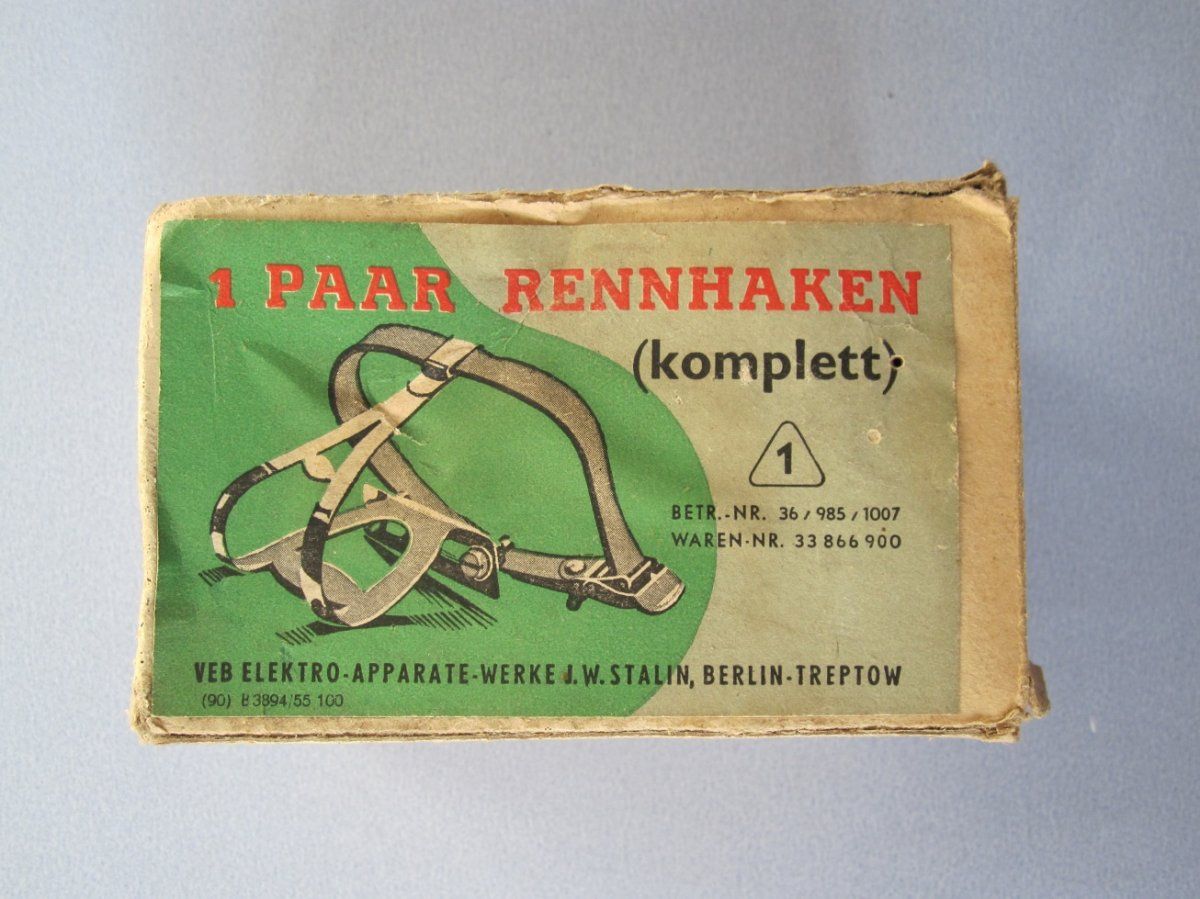 1 PAAR RENNHAKEN
(komplett)
1
BETR.-NR. 36/985/1007
WAREN-NR. 33 866 900
VEB ELEKTRO-APPARATE-WERKE J.W. STALIN, BERLIN-TREPTOW
(90) B 3894/55 100